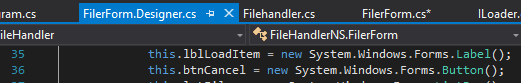 ram.cs FilerForm.Designer.cs Filehandler.cs FilerForm.cs* ILoader.
FileHandler FileHandlerNS.FilerForm
35 this.lblLoadItem = new System.Windows.Forms.Label();
36 this.btnCancel = new System.Windows.Forms.Button();